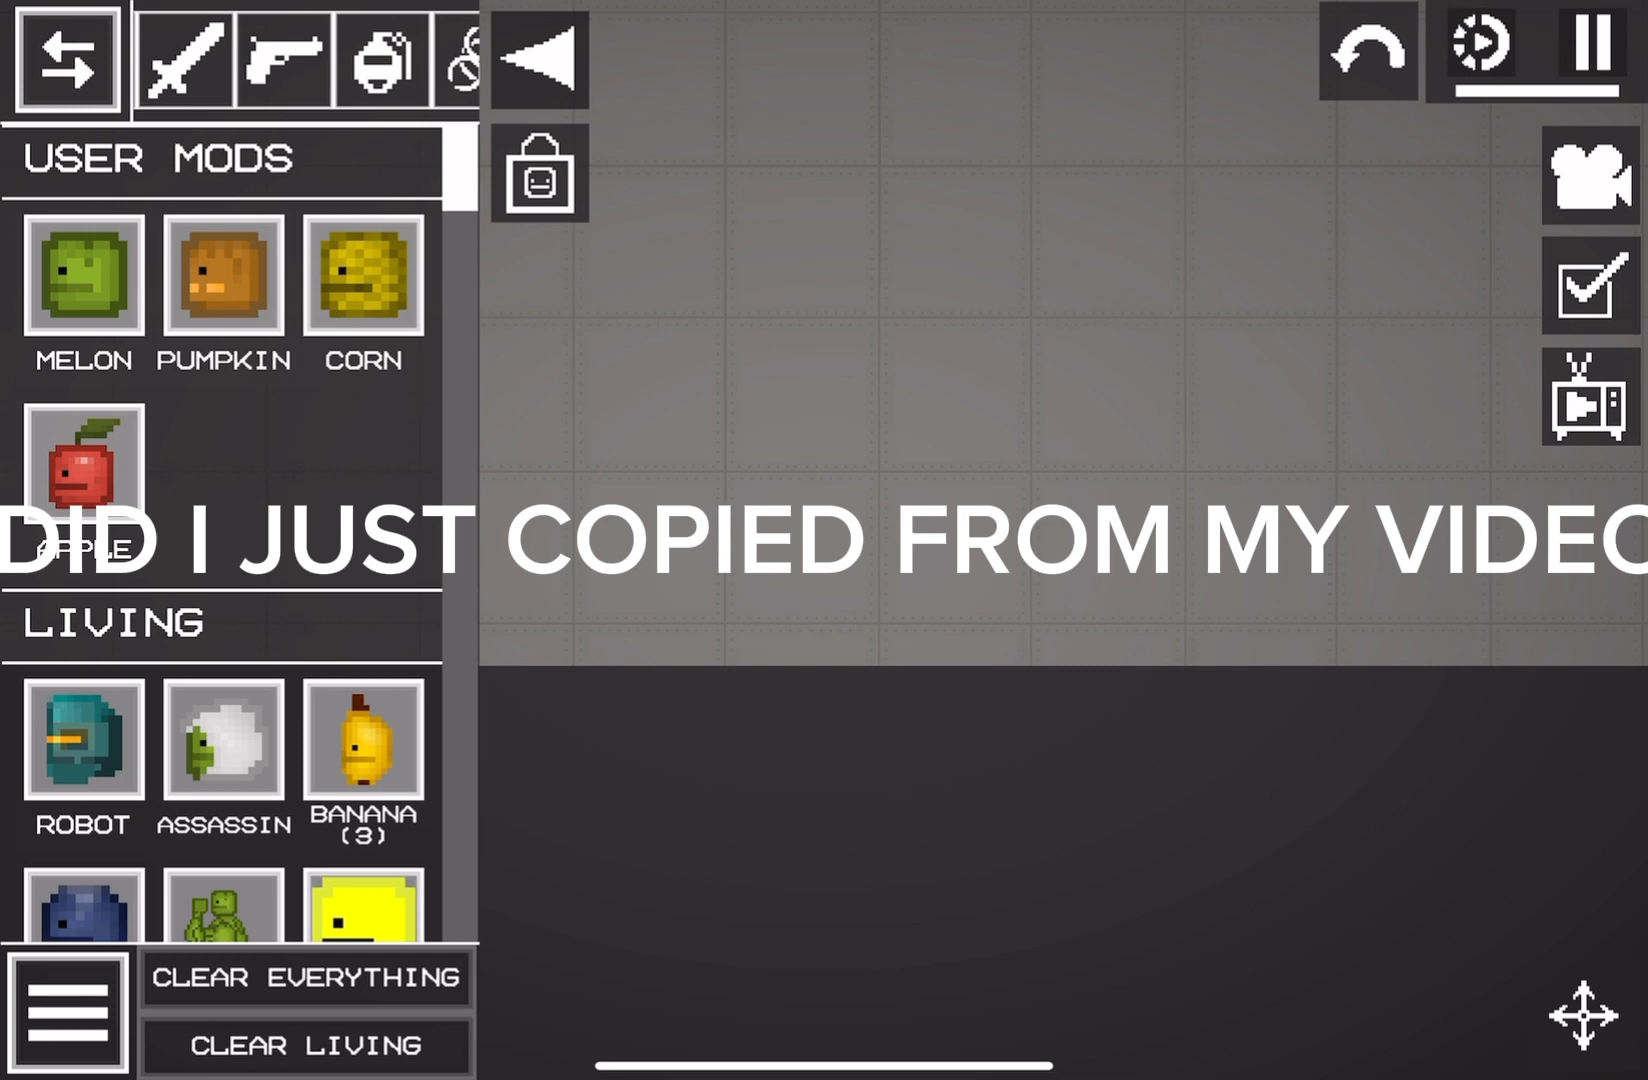 USER MODS
MELON PUMPKIN CORN
DID I JUST COPIED FROM MY VIDEO
APPLE
LIVING
ROBOT ASSASSIN BANANA
(3)
CLEAR EVERYTHING
CLEAR LIVING